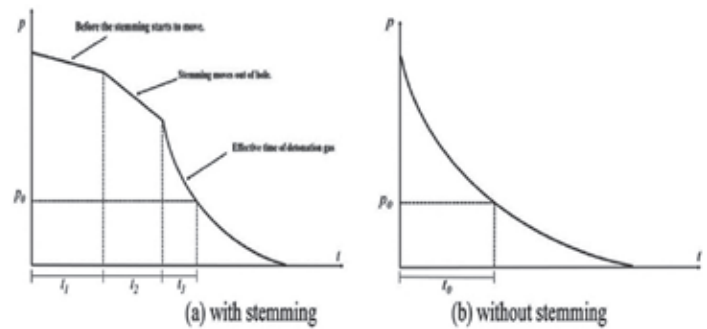 p
Before the stemming starts to move.
Stemming moves out of hole.
Effective time of detonation gas
p₀
t
t₁
t₂
t₃
(a) with stemming
p
p₀
t
t₀
(b) without stemming